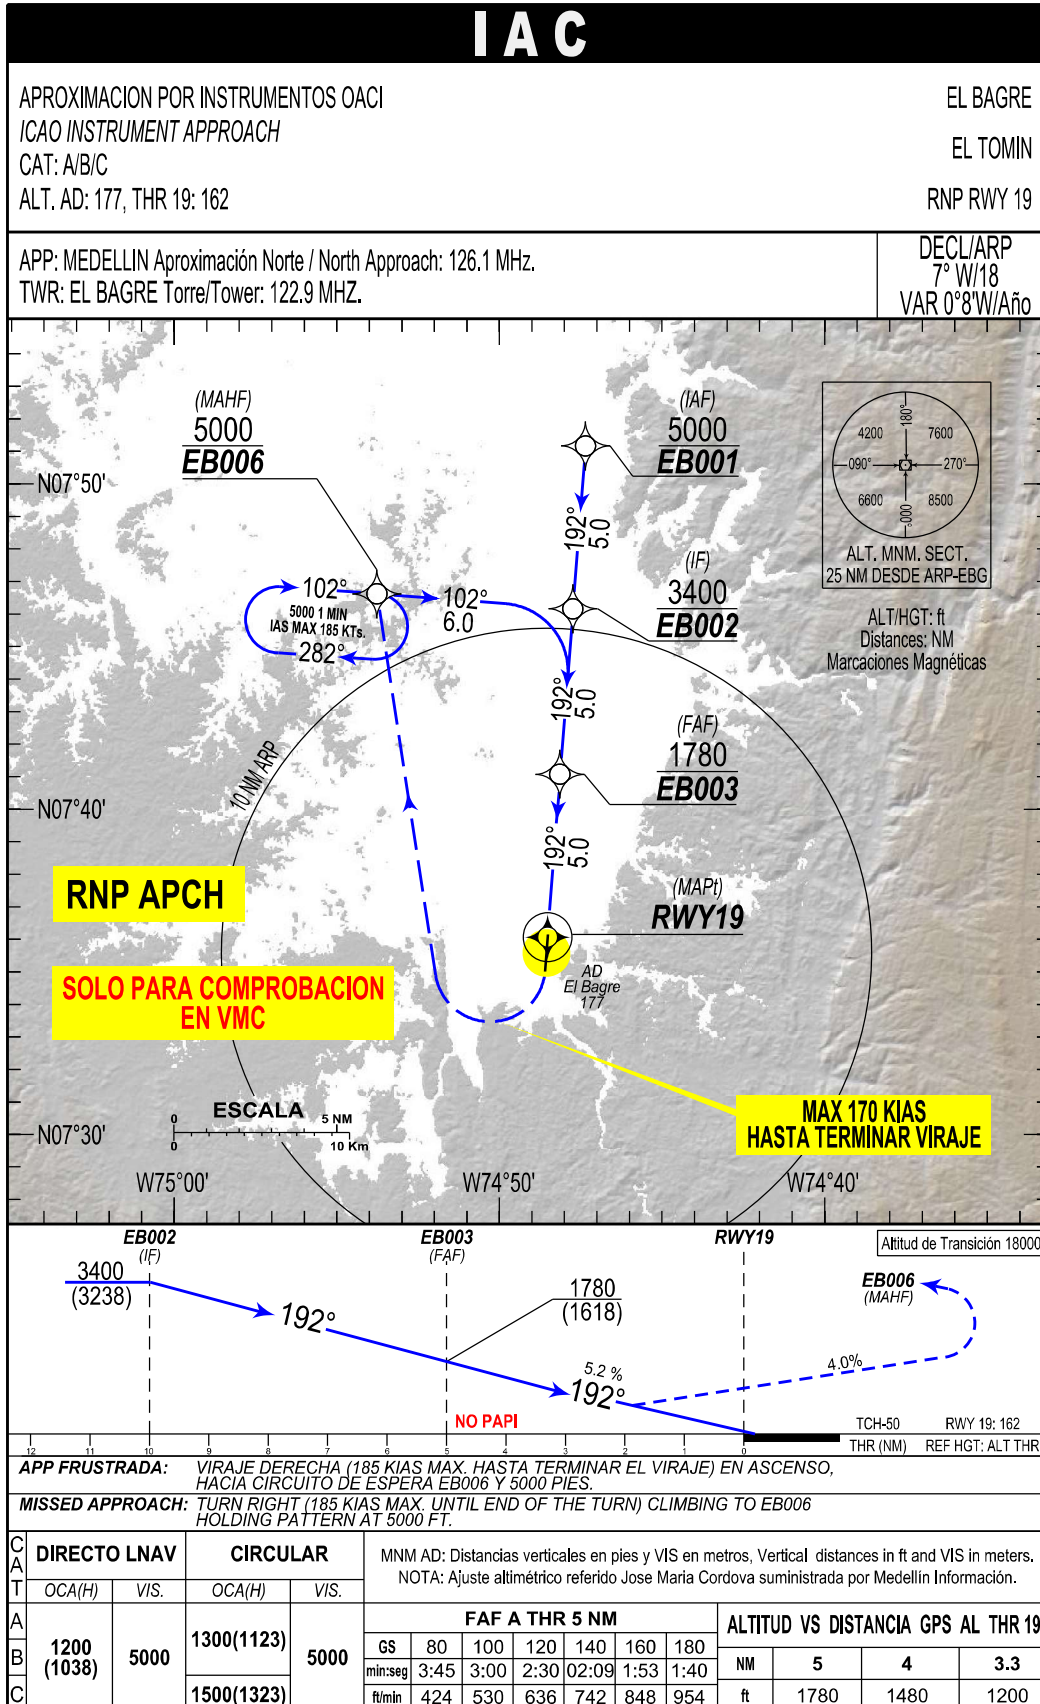 IAC
APROXIMACION POR INSTRUMENTOS OACI
ICAO INSTRUMENT APPROACH
CAT: A/B/C
ALT. AD: 177, THR 19: 162
EL BAGRE
EL TOMIN
RNP RWY 19
APP: MEDELLIN Aproximación Norte / North Approach: 126.1 MHz.
TWR: EL BAGRE Torre/Tower: 122.9 MHZ.
DECL/ARP
7° W/18
VAR 0°8'W/Año
(MAHF)
5000
EB006
(IAF)
5000
EB001
180°
4200
7600
090°
270°
6600
8500
000°
ALT. MNM. SECT.
25 NM DESDE ARP-EBG
ALT/HGT: ft
Distances: NM
Marcaciones Magnéticas
N07°50'
192°
5.0
(IF)
3400
EB002
102°
5000 1 MIN
IAS MAX 185 KTs.
282°
102°
6.0
192°
5.0
(FAF)
1780
EB003
10 NM ARP
N07°40'
192°
5.0
RNP APCH
(MAPt)
RWY19
SOLO PARA COMPROBACION
EN VMC
AD
El Bagre
177
MAX 170 KIAS
HASTA TERMINAR VIRAJE
ESCALA
0 5 NM
0 10 Km
N07°30'
W75°00'
W74°50'
W74°40'
EB002
(IF)
EB003
(FAF)
RWY19
Altitud de Transición 18000
3400
(3238)
192°
1780
(1618)
EB006
(MAHF)
5.2 %
192°
4.0%
NO PAPI
TCH-50
RWY 19: 162
12 11 10 9 8 7 6 5 4 3 2 1 0
THR (NM)
REF HGT: ALT THR
APP FRUSTRADA: VIRAJE DERECHA (185 KIAS MAX. HASTA TERMINAR EL VIRAJE) EN ASCENSO,
HACIA CIRCUITO DE ESPERA EB006 Y 5000 PIES.
MISSED APPROACH: TURN RIGHT (185 KIAS MAX. UNTIL END OF THE TURN) CLIMBING TO EB006
HOLDING PATTERN AT 5000 FT.
CAT
DIRECTO LNAV
CIRCULAR
OCA(H) VIS. OCA(H) VIS.
MNM AD: Distancias verticales en pies y VIS en metros, Vertical distances in ft and VIS in meters.
NOTA: Ajuste altimétrico referido Jose Maria Cordova suministrada por Medellín Información.
A
B
C
1200
(1038)
5000
1300(1123)
1500(1323)
5000
FAF A THR 5 NM
GS 80 100 120 140 160 180
min:seg 3:45 3:00 2:30 02:09 1:53 1:40
ft/min 424 530 636 742 848 954
ALTITUD VS DISTANCIA GPS AL THR 19
NM 5 4 3.3
ft 1780 1480 1200